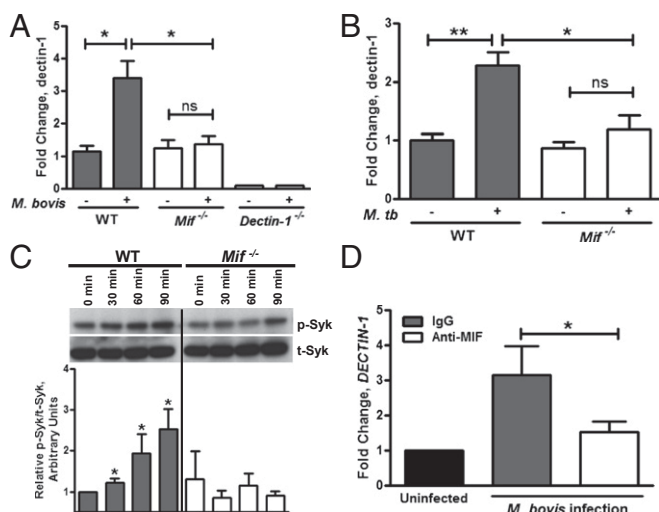 A
Fold Change, dectin-1
5
4
3
2
1
0
*
*
ns
M. bovis
-
+
-
+
-
+
WT
Mif -/-
Dectin-1 -/-
B
Fold Change, dectin-1
3
2
1
0
**
*
ns
M. tb
-
+
-
+
WT
Mif -/-
C
WT
Mif -/-
0 min
30 min
60 min
90 min
0 min
30 min
60 min
90 min
p-Syk
t-Syk
Relative p-Syk/t-Syk,
Arbitrary Units
4
3
2
1
*
*
*
D
Fold Change, DECTIN-1
5
4
3
2
1
0
IgG
Anti-MIF
*
Uninfected
M. bovis infection